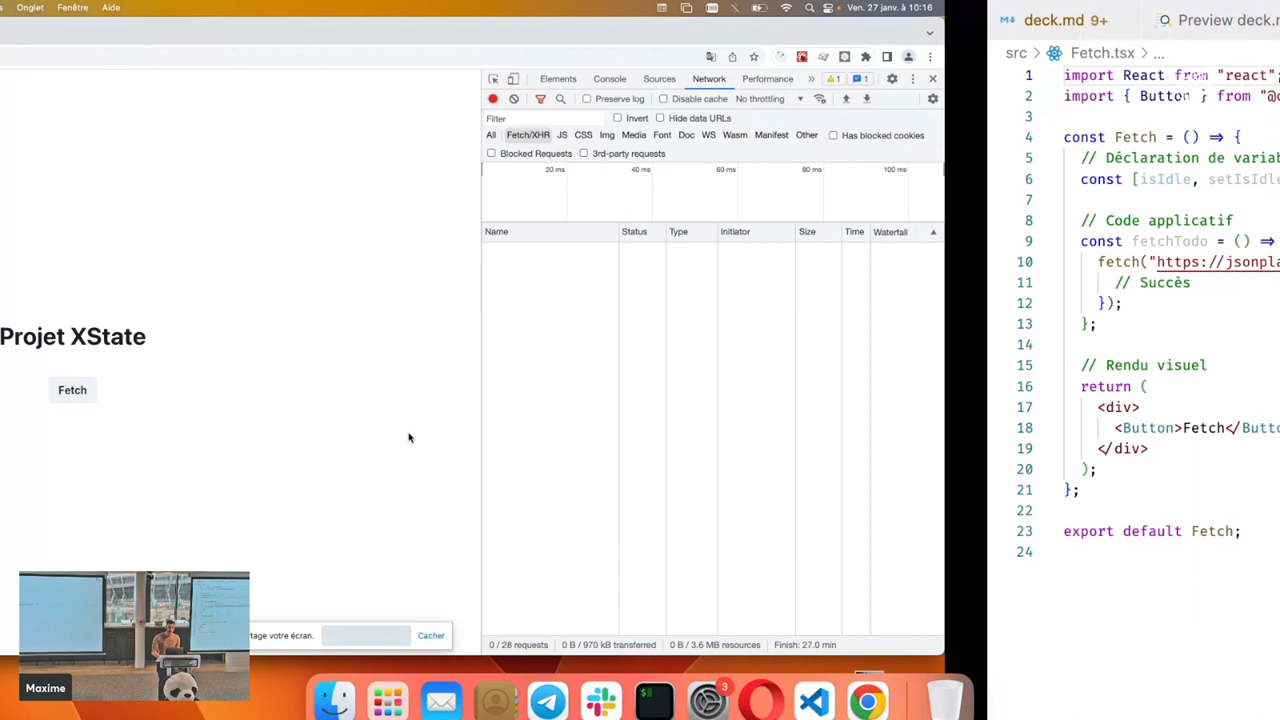 Onglet Fenêtre Aide
Ven. 27 janv. à 10:16
Elements Console Sources Network Performance » 1 1
Preserve log Disable cache No throttling
Filter Invert Hide data URLs
All Fetch/XHR JS CSS Img Media Font Doc WS Wasm Manifest Other Has blocked cookies
Blocked Requests 3rd-party requests
20 ms 40 ms 60 ms 80 ms 100 ms
Name Status Type Initiator Size Time Waterfall
Projet XState
Fetch
tage votre écran. Cacher
0 / 28 requests 0 B / 970 kB transferred 0 B / 3.6 MB resources Finish: 27.0 min
Maxime
3
deck.md 9+ Preview deck.m
src > Fetch.tsx > ...
1 import React from "react";
2 import { Button } from "@c
3
4 const Fetch = () => {
5 // Déclaration de variab
6 const [isIdle, setIsIdle
7
8 // Code applicatif
9 const fetchTodo = () =>
10 fetch("https://jsonpla
11 // Succès
12 });
13 };
14
15 // Rendu visuel
16 return (
17 <div>
18 <Button>Fetch</Butto
19 </div>
20 );
21 };
22
23 export default Fetch;
24